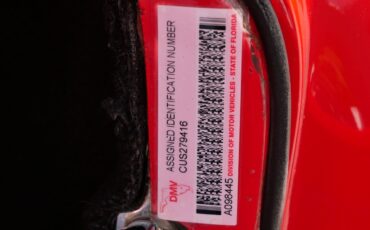 DMV
ASSIGNED IDENTIFICATION NUMBER
CUS279416
A098445
DIVISION OF MOTOR VEHICLES - STATE OF FLORIDA